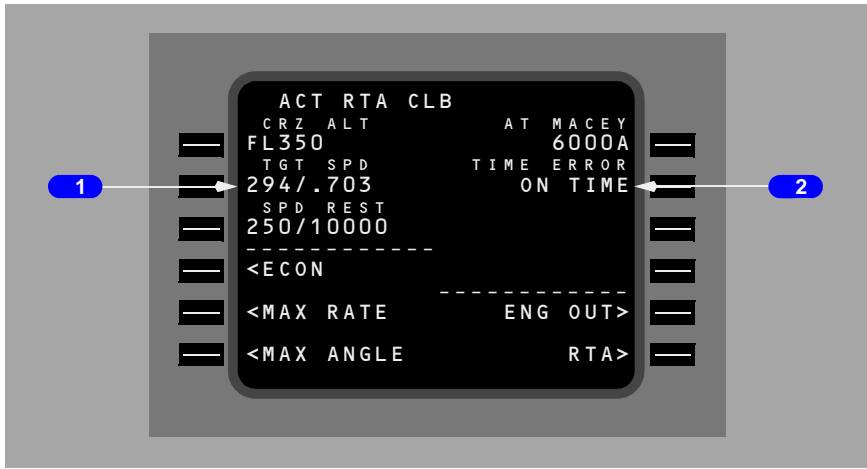 ACT RTA CLB
CRZ ALT AT MACEY
FL350 6000A
TGT SPD TIME ERROR
1 294/.703 ON TIME 2
SPD REST
250/10000
- - - - - - - - - - - -
<ECON
- - - - - - - - - - - -
<MAX RATE ENG OUT>
<MAX ANGLE RTA>